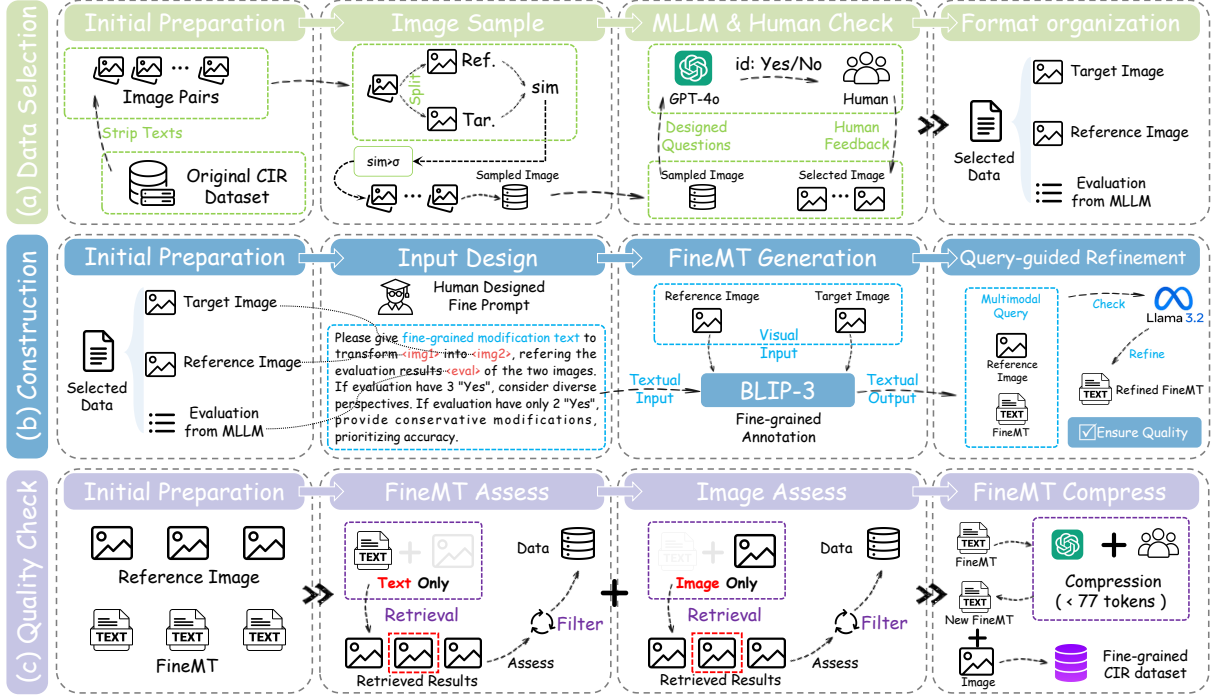 (a) Data Selection
Initial Preparation
Image Pairs
Strip Texts
Original CIR
Dataset
Image Sample
Split
Ref.
Tar.
sim
sim>σ
Sampled Image
MLLM & Human Check
GPT-4o
id: Yes/No
Human
Designed
Questions
Human
Feedback
Sampled Image
Selected Image
Format organization
Selected
Data
Target Image
Reference Image
Evaluation
from MLLM
(b) Construction
Initial Preparation
Selected
Data
Target Image
Reference Image
Evaluation
from MLLM
Input Design
Human Designed
Fine Prompt
Please give fine-grained modification text to
transform <img1> into <img2>, refering the
evaluation results <eval> of the two images.
If evaluation have 3 "Yes", consider diverse
perspectives. If evaluation have only 2 "Yes",
provide conservative modifications,
prioritizing accuracy.
Textual
Input
FineMT Generation
Reference Image
Target Image
Visual
Input
BLIP-3
Fine-grained
Annotation
Textual
Output
Query-guided Refinement
Multimodal
Query
Reference
Image
TEXT
FineMT
Check
Llama 3.2
Refine
TEXT
Refined FineMT
Ensure Quality
(c) Quality Check
Initial Preparation
Reference Image
TEXT
TEXT
TEXT
FineMT
FineMT Assess
TEXT
Text Only
Retrieval
Retrieved Results
Assess
Filter
Data
Image Assess
TEXT
Image Only
Retrieval
Retrieved Results
Assess
Filter
Data
FineMT Compress
TEXT
FineMT
Compression
( < 77 tokens )
TEXT
New FineMT
Image
Fine-grained
CIR dataset